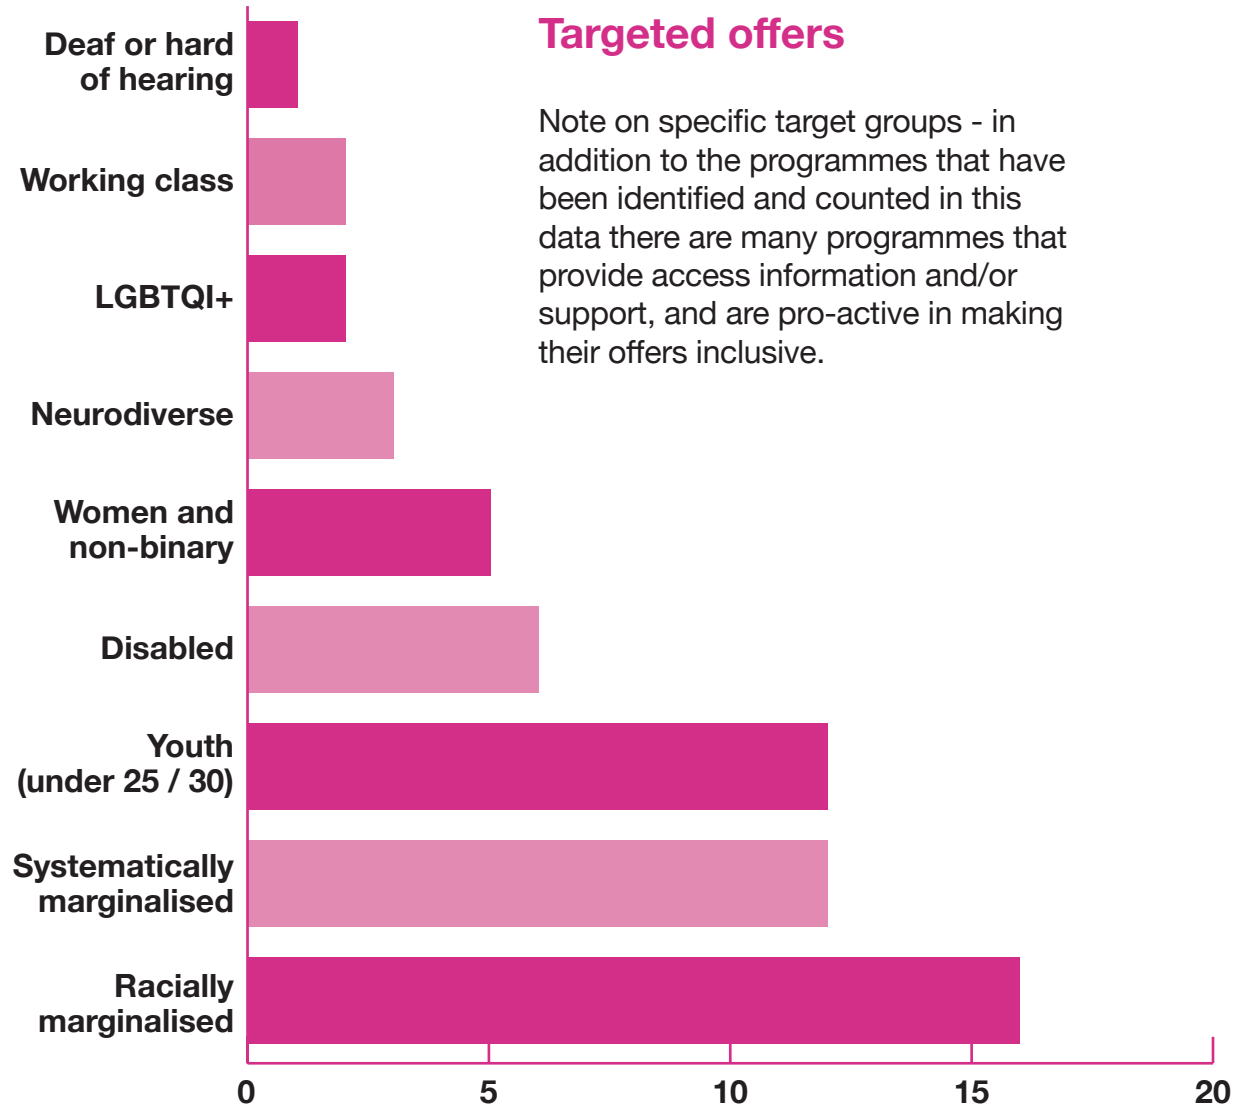 Targeted offers
Note on specific target groups - in
addition to the programmes that have
been identified and counted in this
data there are many programmes that
provide access information and/or
support, and are pro-active in making
their offers inclusive.
Deaf or hard
of hearing
Working class
LGBTQI+
Neurodiverse
Women and
non-binary
Disabled
Youth
(under 25 / 30)
Systematically
marginalised
Racially
marginalised
0 5 10 15 20